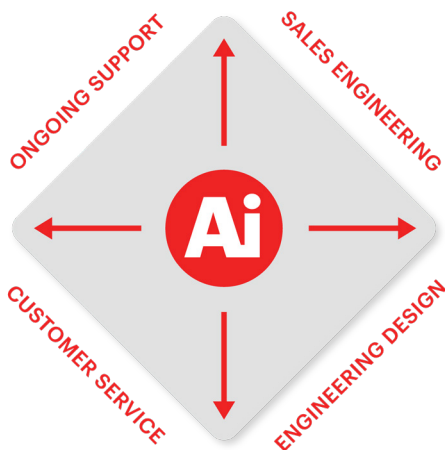 ONGOING SUPPORT
SALES ENGINEERING
Ai
CUSTOMER SERVICE
ENGINEERING DESIGN